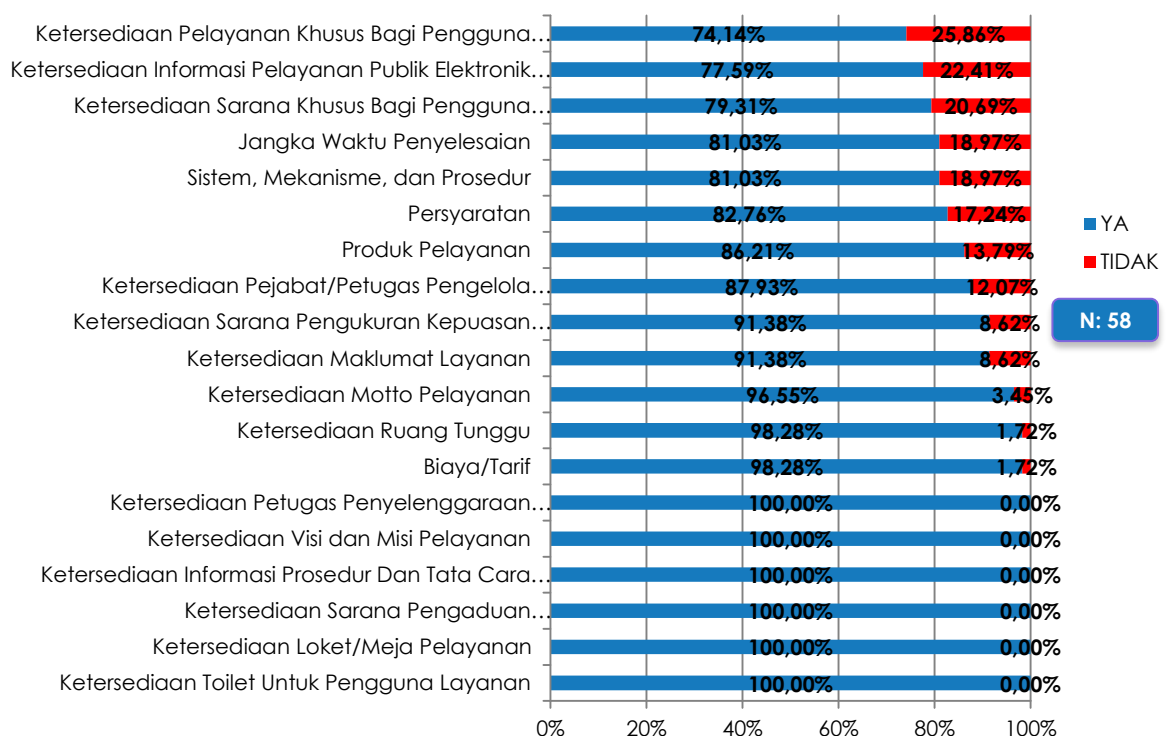 Ketersediaan Pelayanan Khusus Bagi Pengguna… 74,14% 25,86%
Ketersediaan Informasi Pelayanan Publik Elektronik… 77,59% 22,41%
Ketersediaan Sarana Khusus Bagi Pengguna… 79,31% 20,69%
Jangka Waktu Penyelesaian 81,03% 18,97%
Sistem, Mekanisme, dan Prosedur 81,03% 18,97%
Persyaratan 82,76% 17,24%
Produk Pelayanan 86,21% 13,79%
Ketersediaan Pejabat/Petugas Pengelola… 87,93% 12,07%
Ketersediaan Sarana Pengukuran Kepuasan… 91,38% 8,62%
Ketersediaan Maklumat Layanan 91,38% 8,62%
Ketersediaan Motto Pelayanan 96,55% 3,45%
Ketersediaan Ruang Tunggu 98,28% 1,72%
Biaya/Tarif 98,28% 1,72%
Ketersediaan Petugas Penyelenggaraan… 100,00% 0,00%
Ketersediaan Visi dan Misi Pelayanan 100,00% 0,00%
Ketersediaan Informasi Prosedur Dan Tata Cara… 100,00% 0,00%
Ketersediaan Sarana Pengaduan… 100,00% 0,00%
Ketersediaan Loket/Meja Pelayanan 100,00% 0,00%
Ketersediaan Toilet Untuk Pengguna Layanan 100,00% 0,00%
0% 20% 40% 60% 80% 100%
YA
TIDAK
N: 58